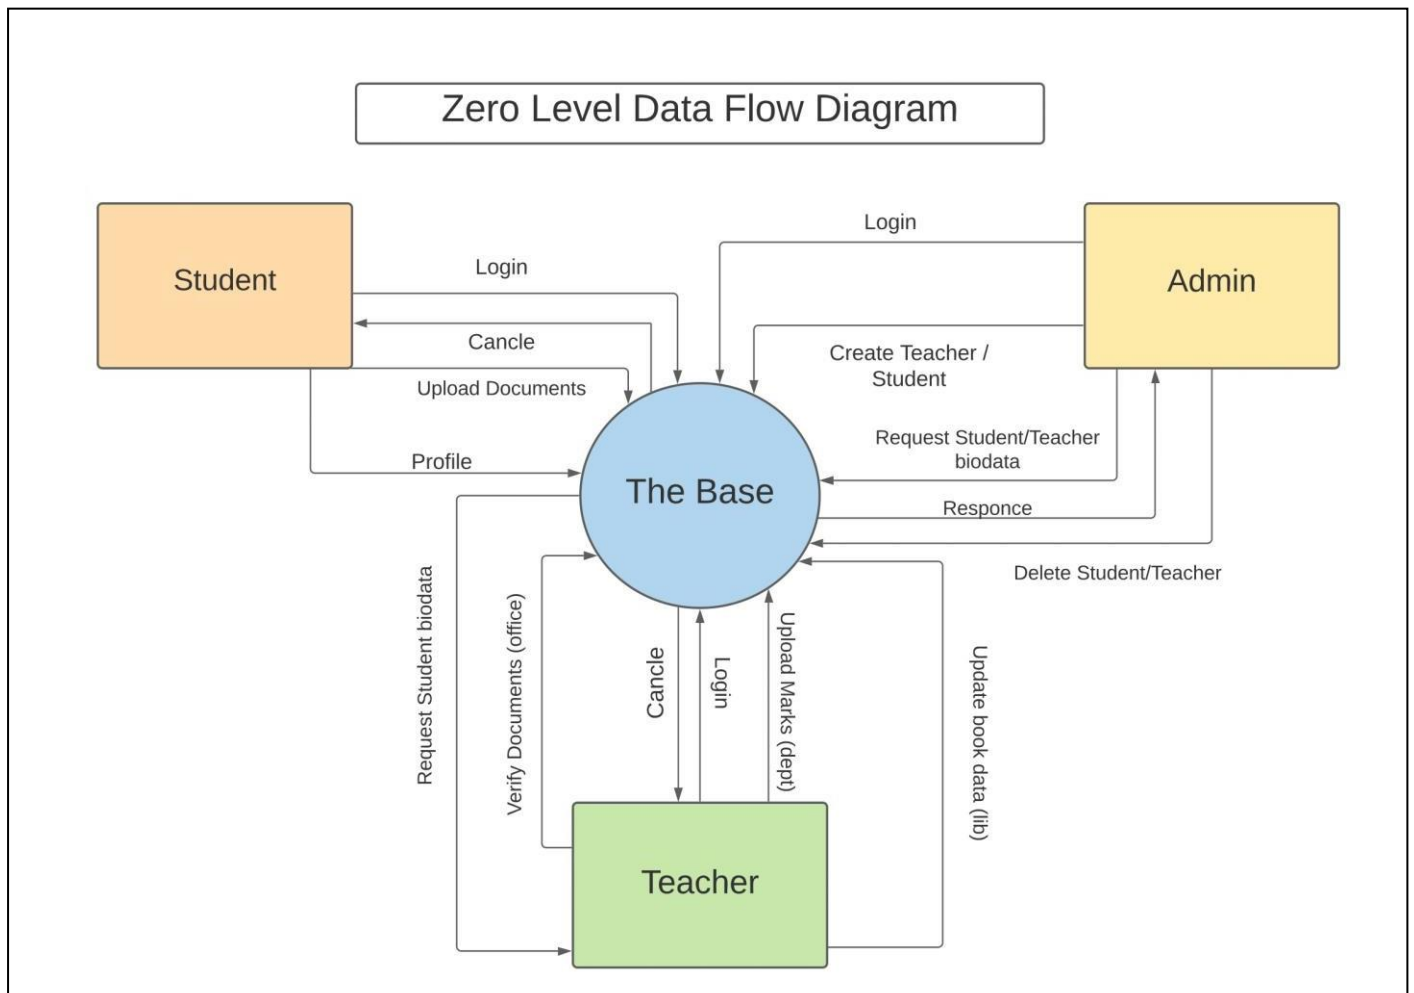 Zero Level Data Flow Diagram
Student
Admin
Login
Login
Cancle
Create Teacher /
Student
Upload Documents
Request Student/Teacher
biodata
Profile
The Base
Responce
Delete Student/Teacher
Request Student biodata
Verify Documents (office)
Cancle
Login
Upload Marks (dept)
Update book data (lib)
Teacher